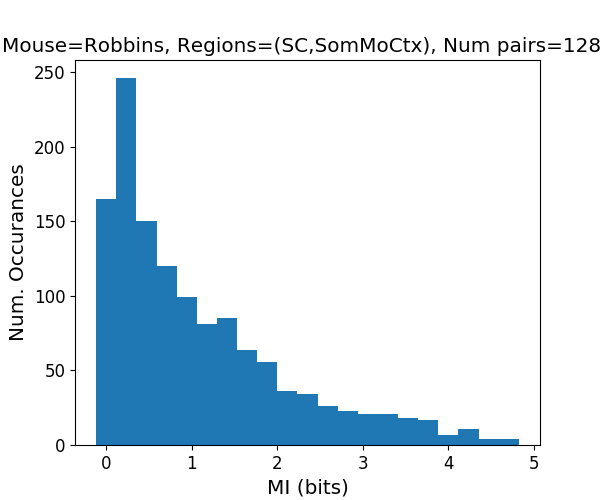 Mouse=Robbins, Regions=(SC,SomMoCtx), Num pairs=128
250
200
150
100
50
0
Num. Occurances
0 1 2 3 4 5
MI (bits)